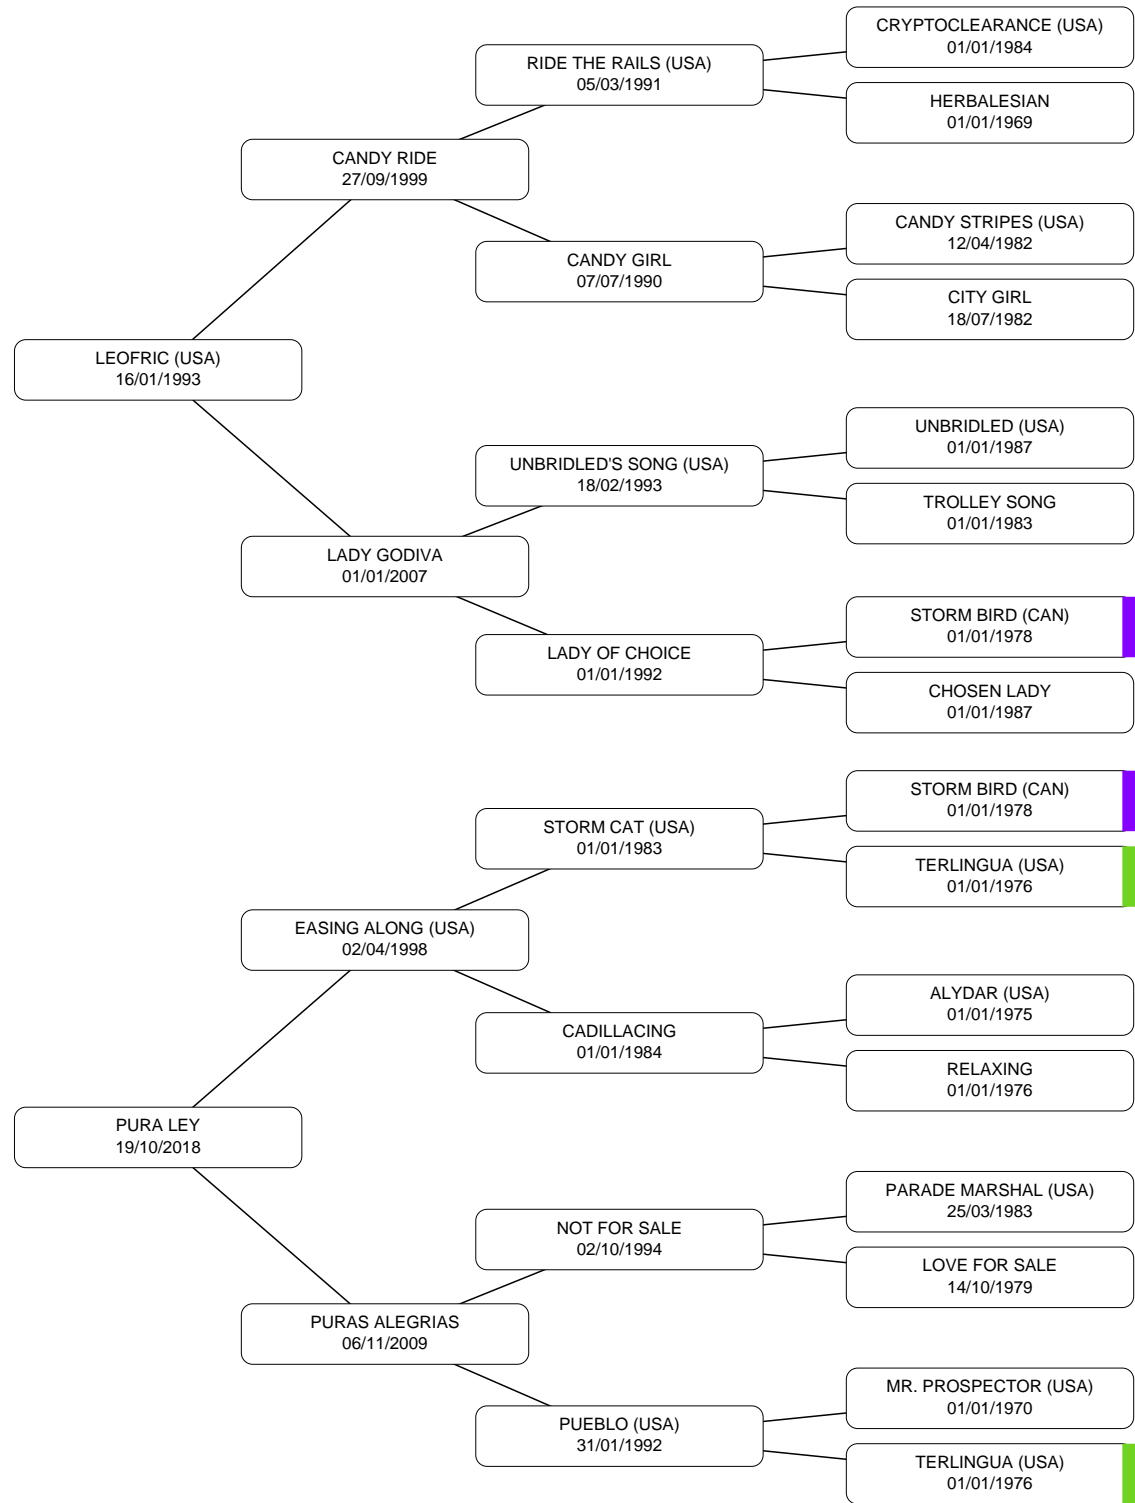 CRYPTOCLEARANCE (USA)
01/01/1984
RIDE THE RAILS (USA)
05/03/1991
HERBALESIAN
01/01/1969
CANDY RIDE
27/09/1999
CANDY STRIPES (USA)
12/04/1982
CANDY GIRL
07/07/1990
CITY GIRL
18/07/1982
LEOFRIC (USA)
16/01/1993
UNBRIDLED (USA)
01/01/1987
UNBRIDLED'S SONG (USA)
18/02/1993
TROLLEY SONG
01/01/1983
LADY GODIVA
01/01/2007
STORM BIRD (CAN)
01/01/1978
LADY OF CHOICE
01/01/1992
CHOSEN LADY
01/01/1987
STORM BIRD (CAN)
01/01/1978
STORM CAT (USA)
01/01/1983
TERLINGUA (USA)
01/01/1976
EASING ALONG (USA)
02/04/1998
ALYDAR (USA)
01/01/1975
CADILLACING
01/01/1984
RELAXING
01/01/1976
PURA LEY
19/10/2018
PARADE MARSHAL (USA)
25/03/1983
NOT FOR SALE
02/10/1994
LOVE FOR SALE
14/10/1979
PURAS ALEGRIAS
06/11/2009
MR. PROSPECTOR (USA)
01/01/1970
PUEBLO (USA)
31/01/1992
TERLINGUA (USA)
01/01/1976